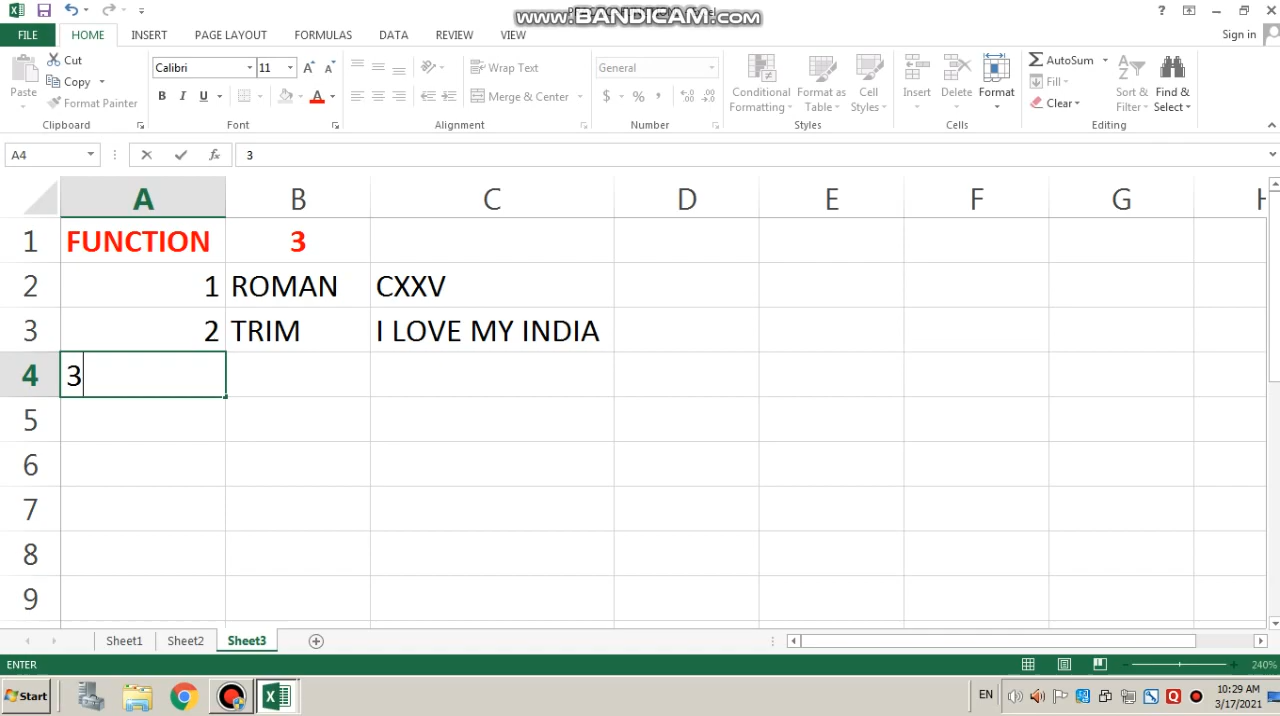 www.BANDICAM.com
Sign in
FILE HOME INSERT PAGE LAYOUT FORMULAS DATA REVIEW VIEW
Paste
Cut
Copy
Format Painter
Clipboard
Calibri 11
B I U
Font
Wrap Text
Merge & Center
Alignment
General
$ % ,
Number
Conditional Formatting
Format as Table
Cell Styles
Styles
Insert
Delete
Format
Cells
AutoSum
Fill
Clear
Sort & Filter
Find & Select
Editing
A4 fx 3
A B C D E F G H
1 FUNCTION 3
2 1 ROMAN CXXV
3 2 TRIM I LOVE MY INDIA
4 3
5
6
7
8
9
Sheet1 Sheet2 Sheet3
ENTER 240%
Start EN 10:29 AM
3/17/2021